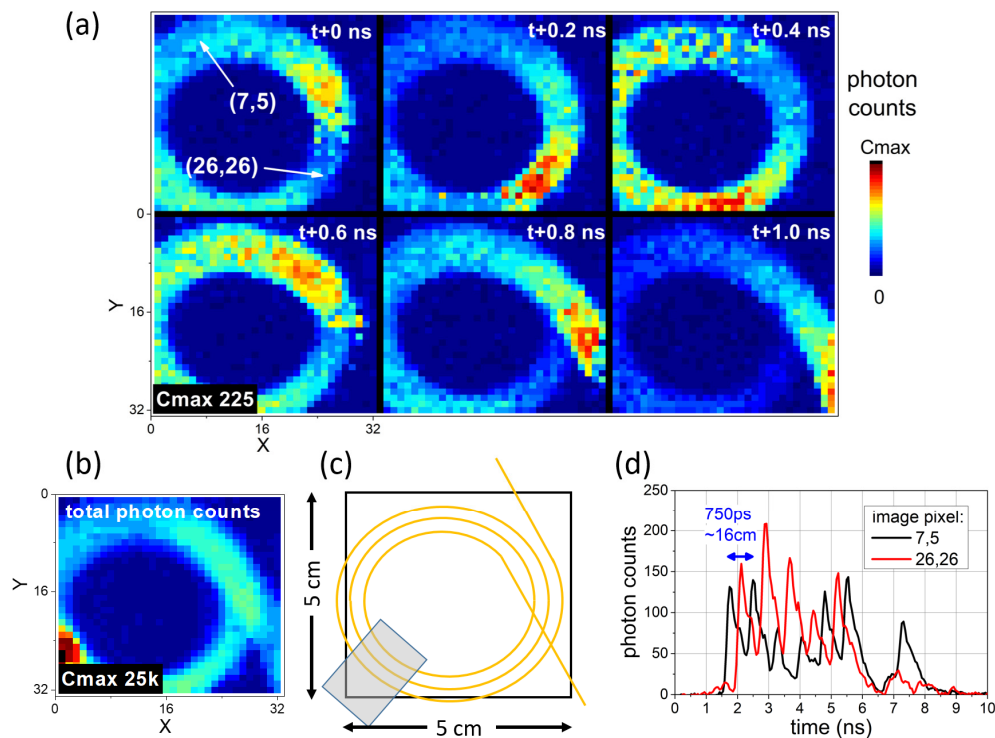 (a)
t+0 ns
t+0.2 ns
t+0.4 ns
(7,5)
(26,26)
photon
counts
Cmax
0
0
t+0.6 ns
t+0.8 ns
t+1.0 ns
Y
16
32
Cmax 225
0
16
32
X
(b)
total photon counts
0
16
32
Y
Cmax 25k
0
16
32
X
(c)
5 cm
5 cm
(d)
photon counts
250
200
150
100
50
0
750ps
~16cm
image pixel:
7,5
26,26
0 1 2 3 4 5 6 7 8 9 10
time (ns)